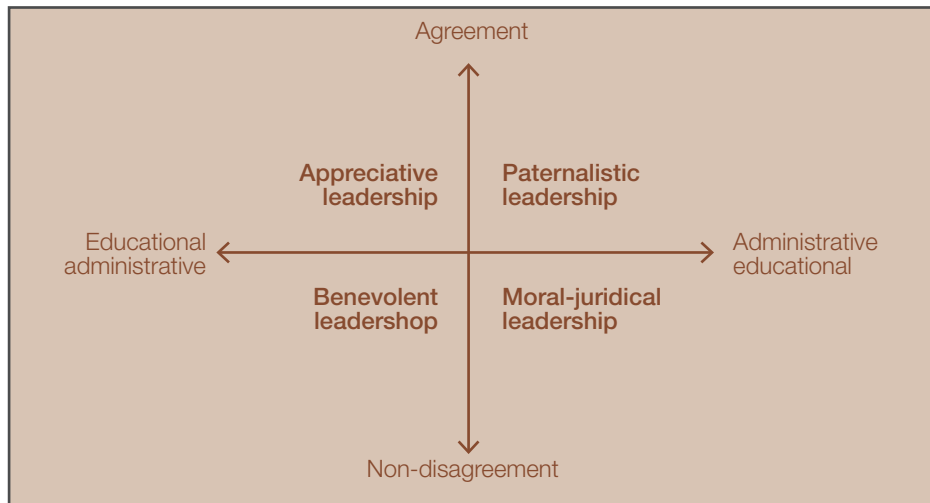 Agreement
Appreciative
leadership
Paternalistic
leadership
Educational
administrative
Administrative
educational
Benevolent
leadershop
Moral-juridical
leadership
Non-disagreement